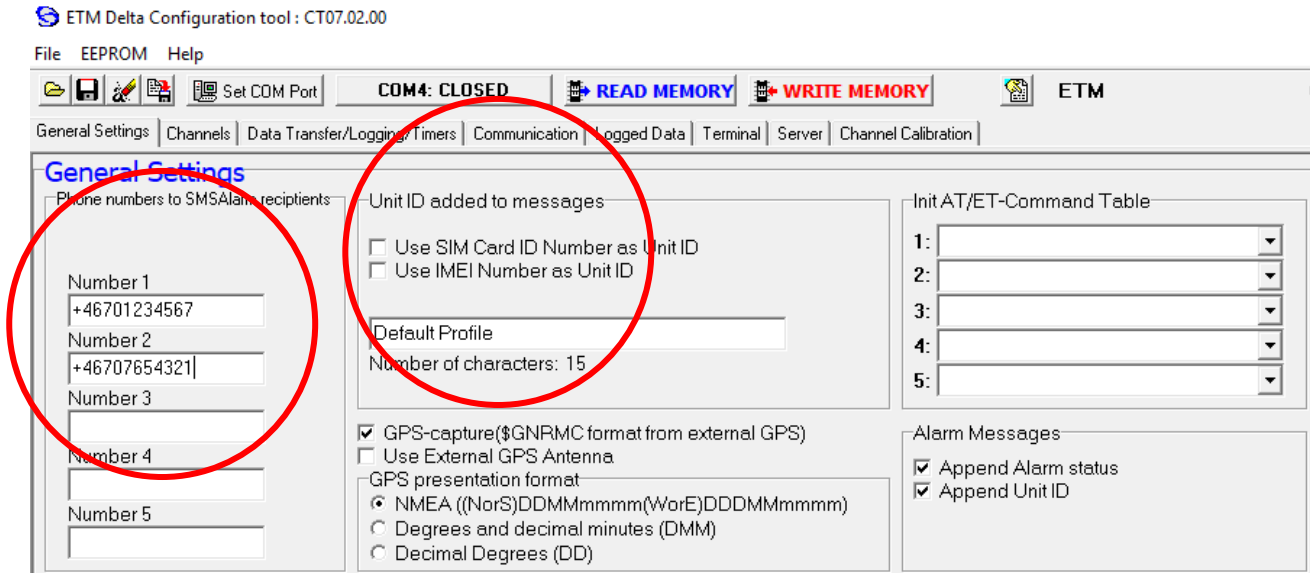 ETM Delta Configuration tool : CT07.02.00
File EEPROM Help
Set COM Port COM4: CLOSED READ MEMORY WRITE MEMORY ETM
General Settings Channels Data Transfer/Logging/Timers Communication Logged Data Terminal Server Channel Calibration
General Settings
Phone numbers to SMSAlarm reciptients
Number 1
+46701234567
Number 2
+46707654321
Number 3
Number 4
Number 5
Unit ID added to messages
Use SIM Card ID Number as Unit ID
Use IMEI Number as Unit ID
Default Profile
Number of characters: 15
GPS-capture($GNRMC format from external GPS)
Use External GPS Antenna
GPS presentation format
NMEA ((NorS)DDMMmmmm(WorE)DDDMMmmmm)
Degrees and decimal minutes (DMM)
Decimal Degrees (DD)
Init AT/ET-Command Table
1:
2:
3:
4:
5:
Alarm Messages
Append Alarm status
Append Unit ID